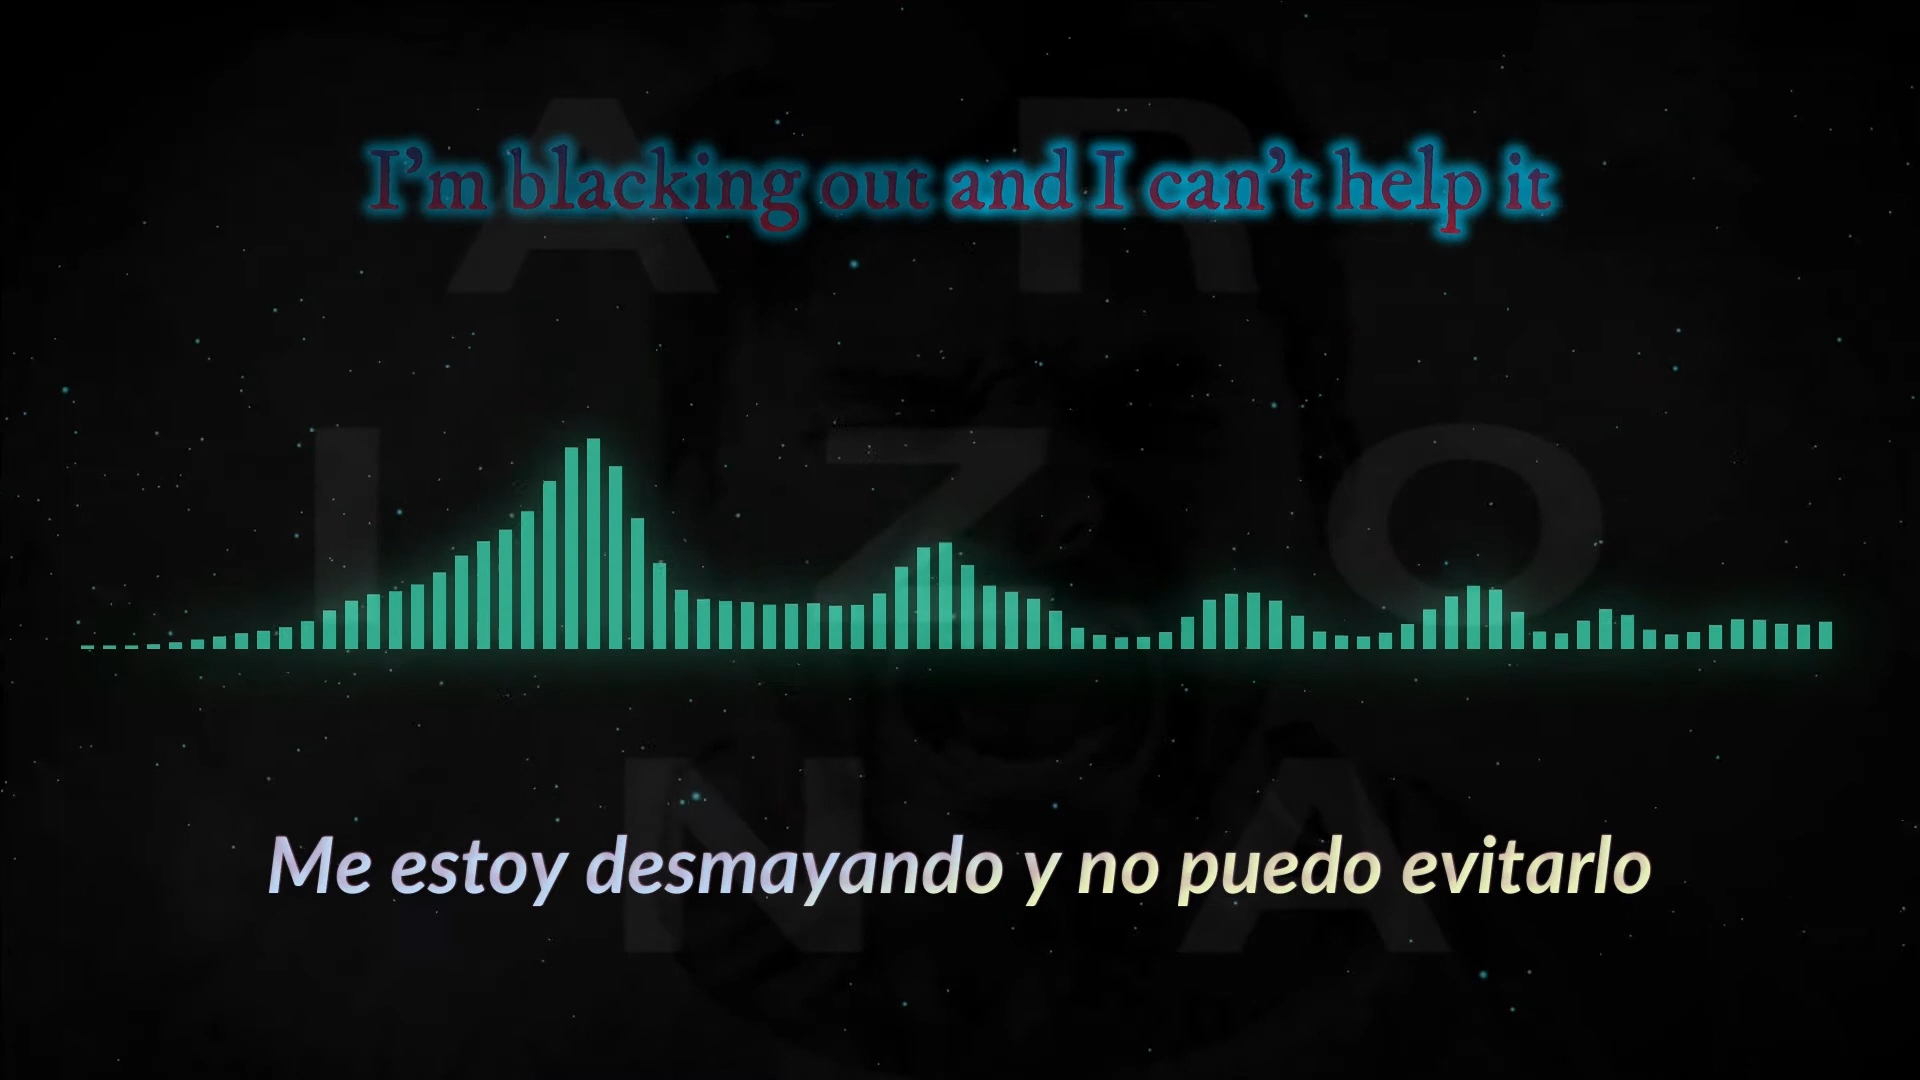 A R
I'm blacking out and I can't help it
I Z O
N A
Me estoy desmayando y no puedo evitarlo